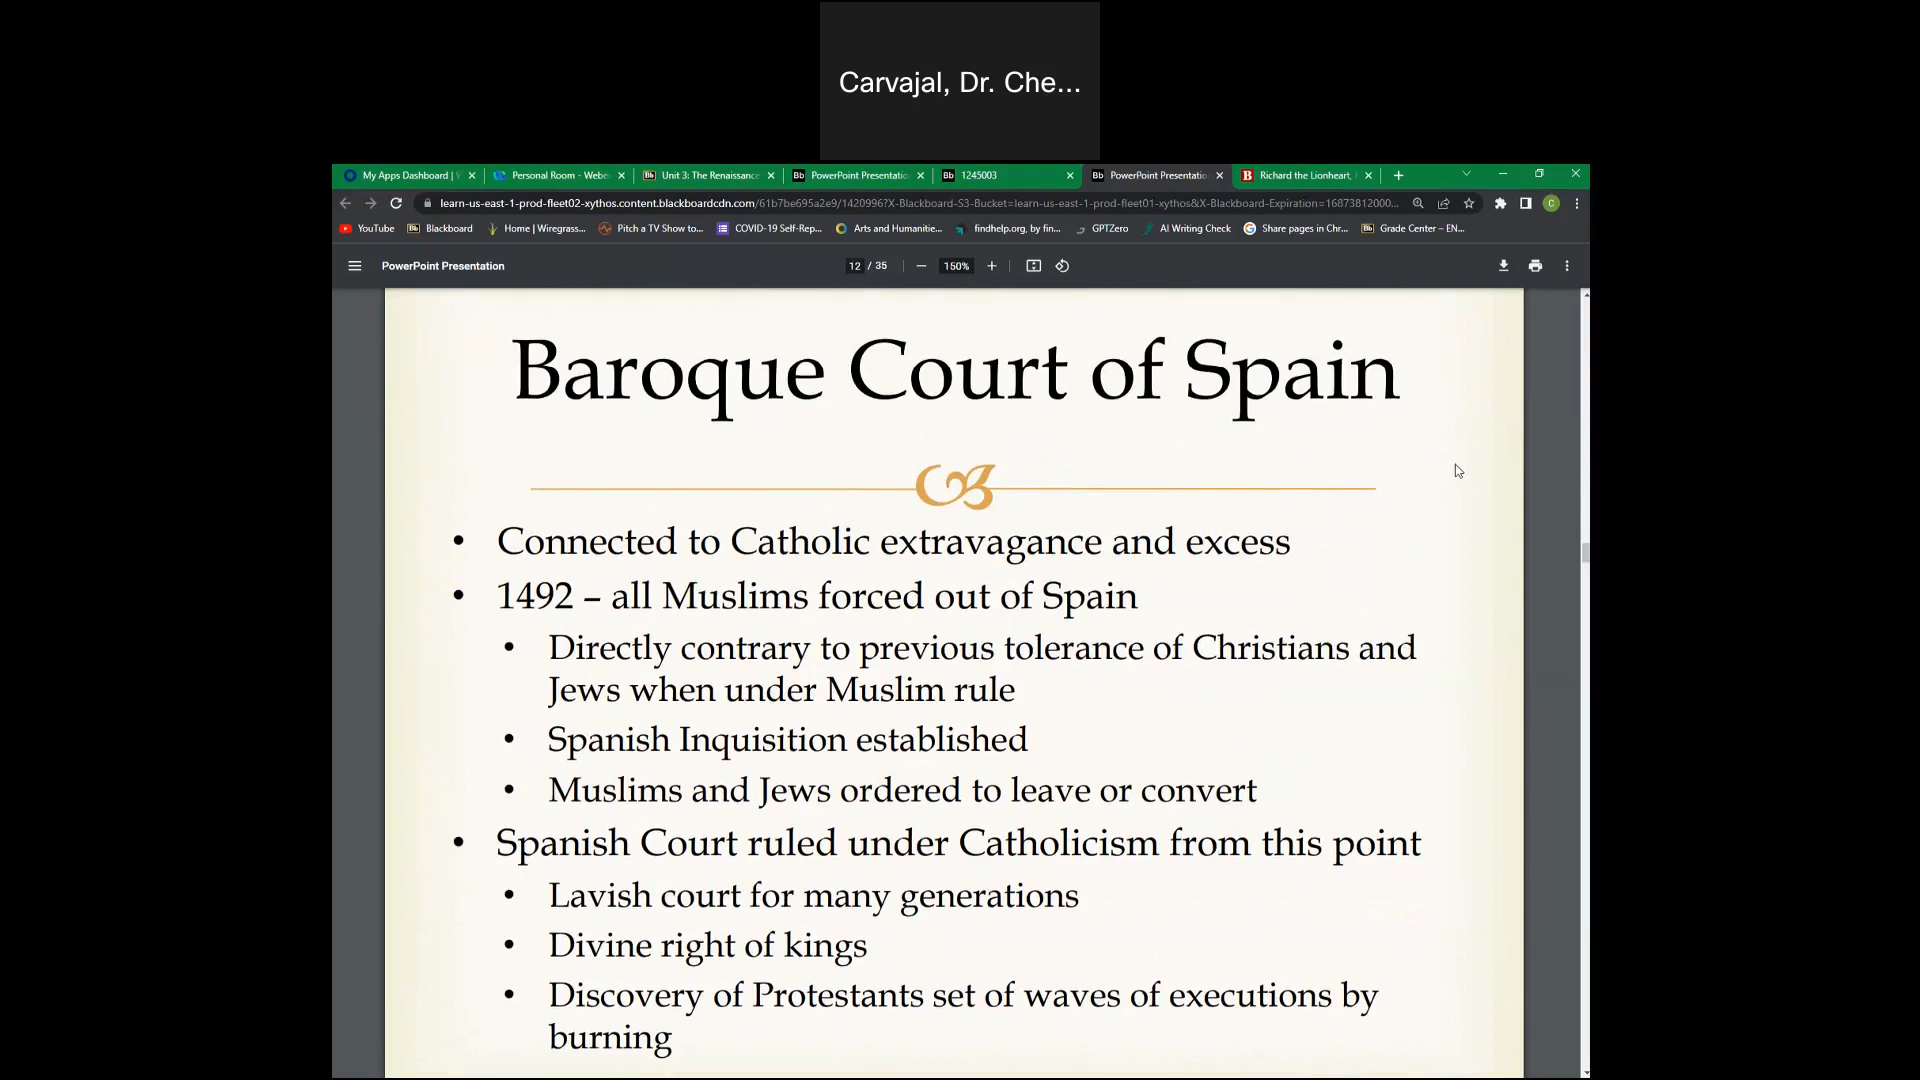 Carvajal, Dr. Che...
My Apps Dashboard | W
Personal Room - Webe
Unit 3: The Renaissance
PowerPoint Presentatio
1245003
PowerPoint Presentatio
Richard the Lionheart,
learn-us-east-1-prod-fleet02-xythos.content.blackboardcdn.com/61b7be695a2e9/1420996?X-Blackboard-S3-Bucket=learn-us-east-1-prod-fleet01-xythos&X-Blackboard-Expiration=16873812000...
YouTube
Blackboard
Home | Wiregrass...
Pitch a TV Show to...
COVID-19 Self-Rep...
Arts and Humanitie...
findhelp.org, by fin...
GPTZero
AI Writing Check
Share pages in Chr...
Grade Center – EN...
PowerPoint Presentation
12 / 35
150%
Baroque Court of Spain
• Connected to Catholic extravagance and excess
• 1492 – all Muslims forced out of Spain
• Directly contrary to previous tolerance of Christians and
Jews when under Muslim rule
• Spanish Inquisition established
• Muslims and Jews ordered to leave or convert
• Spanish Court ruled under Catholicism from this point
• Lavish court for many generations
• Divine right of kings
• Discovery of Protestants set of waves of executions by
burning